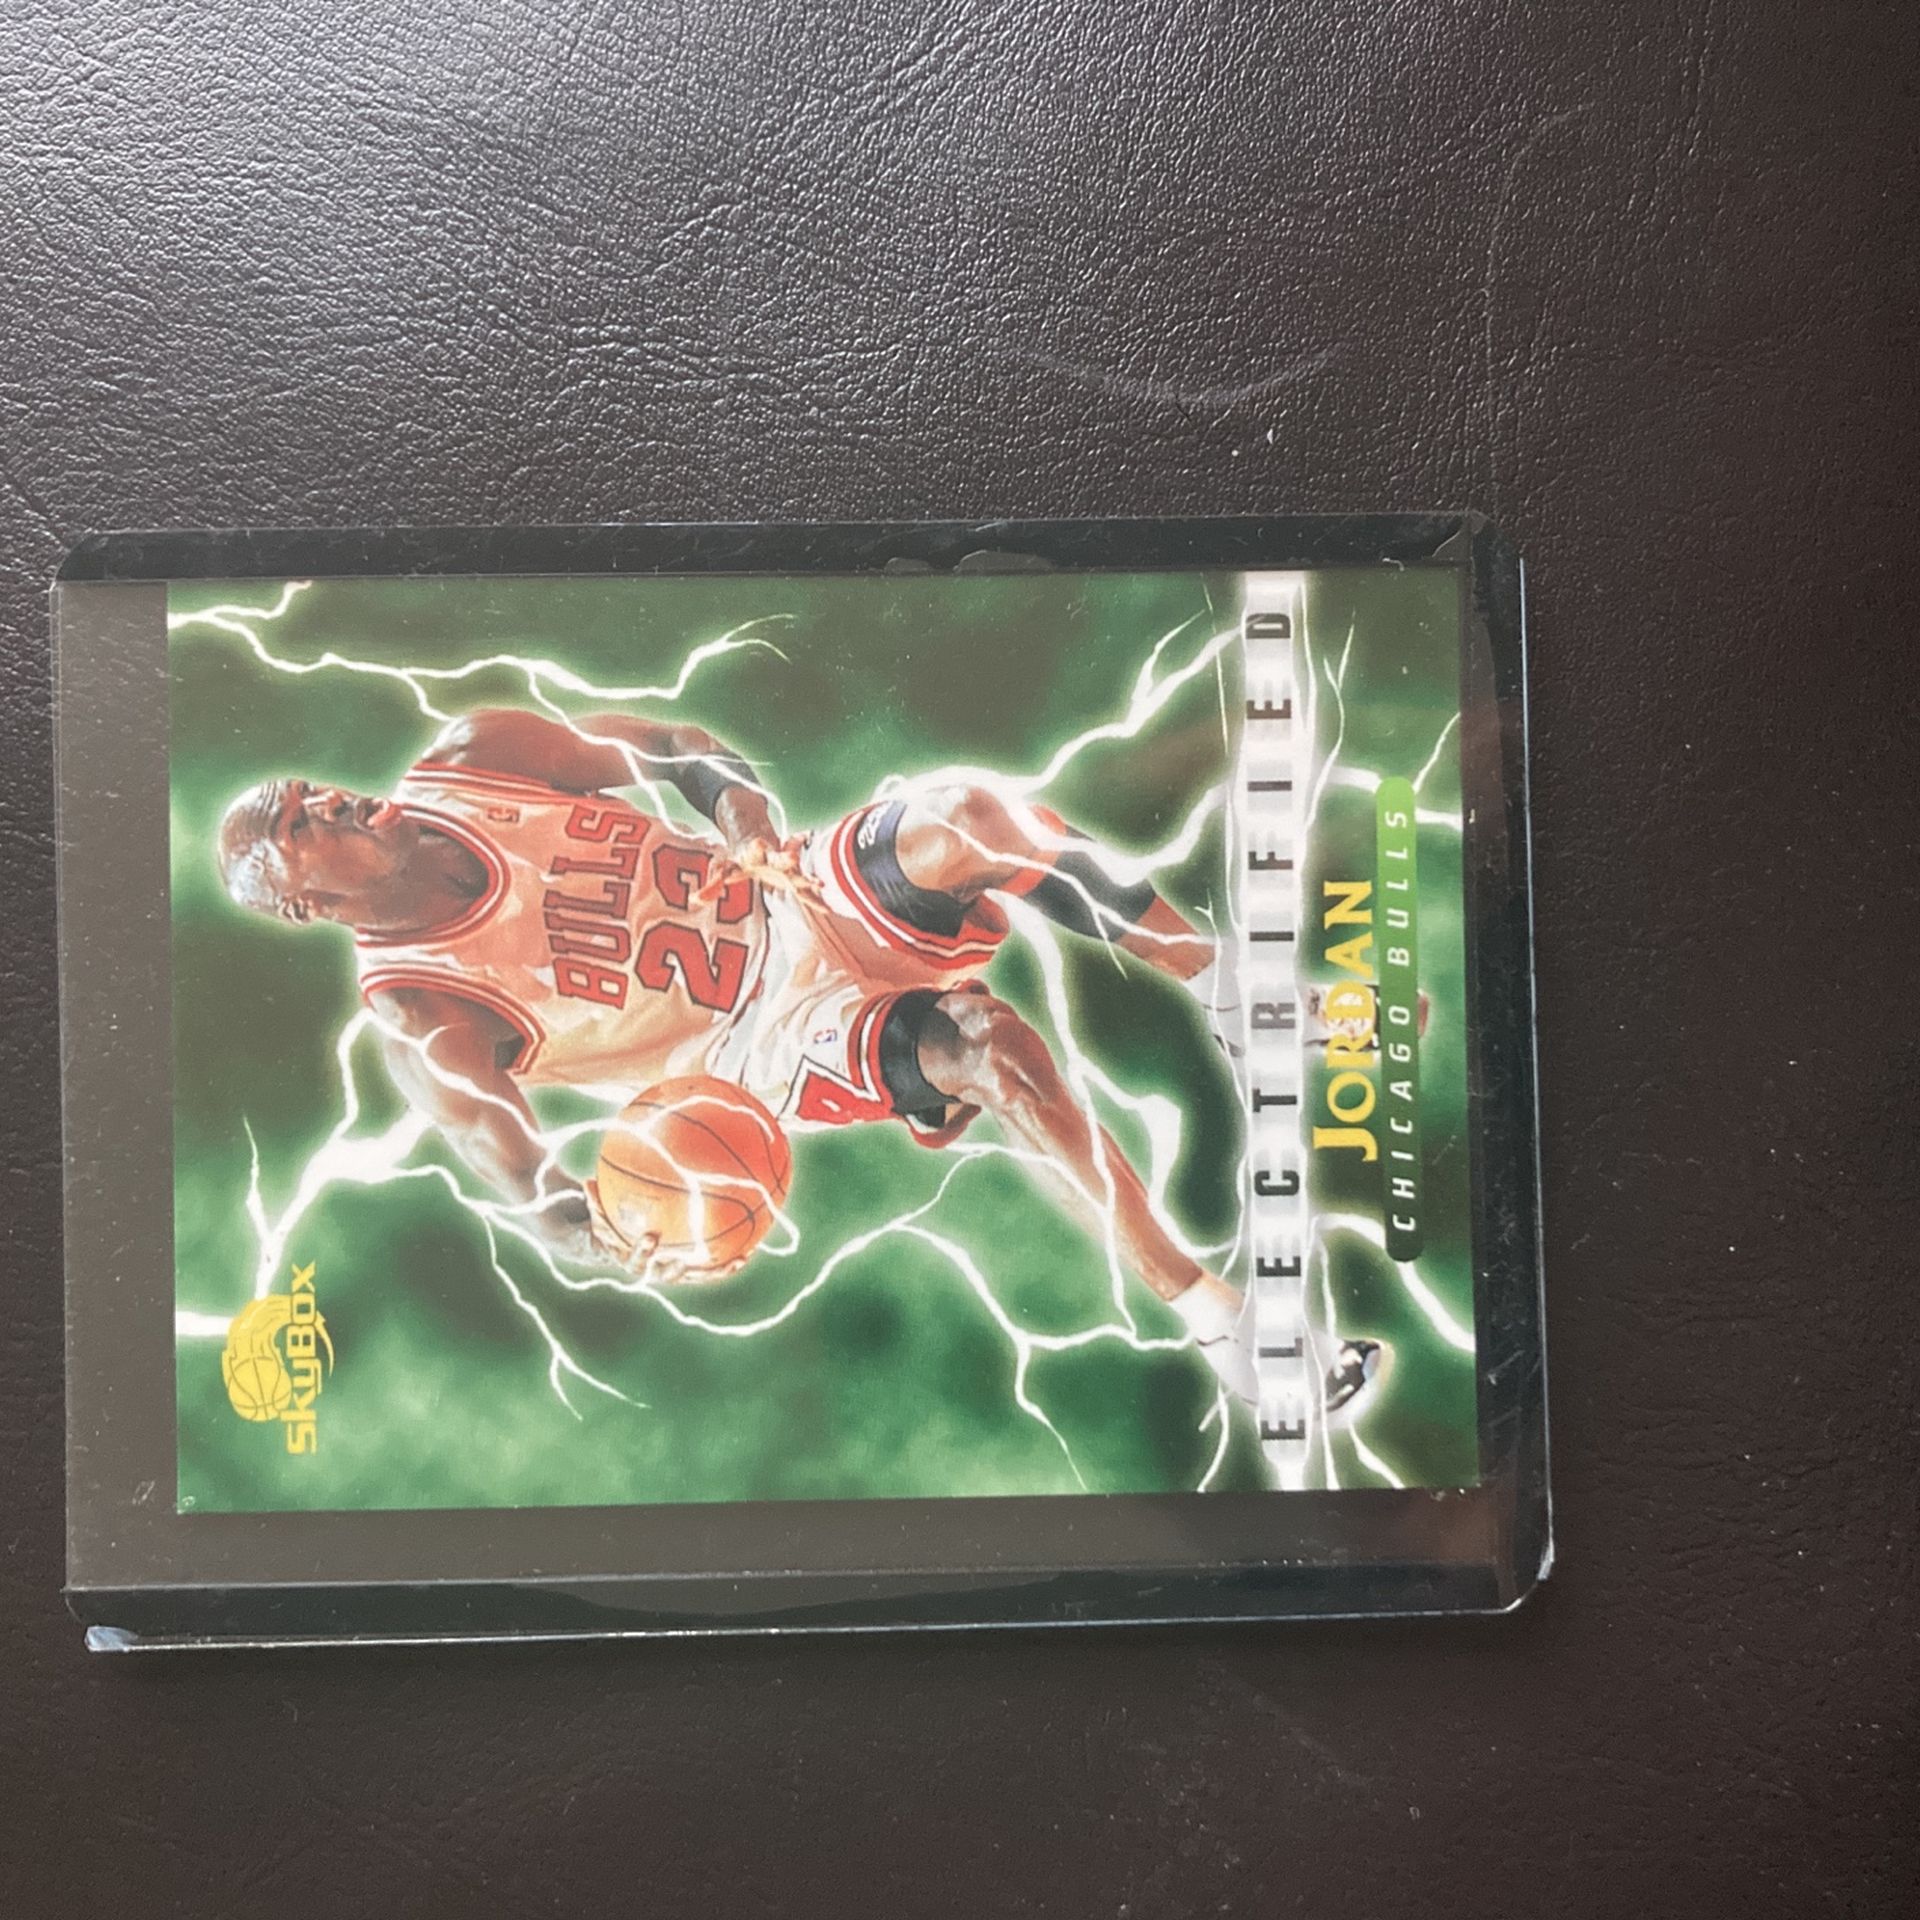 SKYBOX
BULLS
23
ELECTRIFIED
JORDAN
CHICAGO BULLS